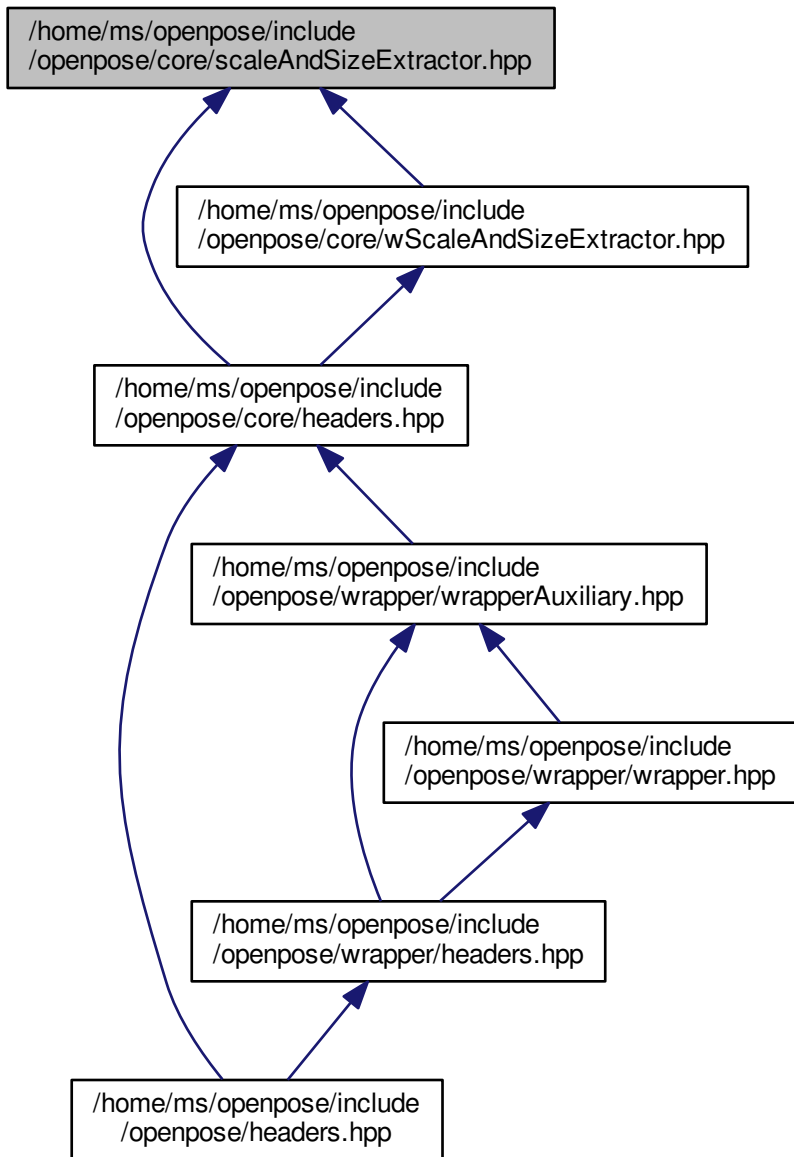 /home/ms/openpose/include
/openpose/core/scaleAndSizeExtractor.hpp
/home/ms/openpose/include
/openpose/core/wScaleAndSizeExtractor.hpp
/home/ms/openpose/include
/openpose/core/headers.hpp
/home/ms/openpose/include
/openpose/wrapper/wrapperAuxiliary.hpp
/home/ms/openpose/include
/openpose/wrapper/wrapper.hpp
/home/ms/openpose/include
/openpose/wrapper/headers.hpp
/home/ms/openpose/include
/openpose/headers.hpp